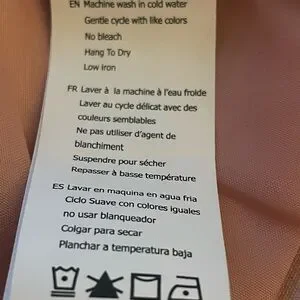 EN Machine wash in cold water
Gentle cycle with like colors
No bleach
Hang To Dry
Low iron
FR Laver à la machine à l'eau froide
Laver au cycle délicat avec des
couleurs semblables
Ne pas utiliser d'agent de
blanchiment
Suspendre pour sécher
Repasser à basse température
ES Lavar en maquina en agua fria
Ciclo Suave con colores iguales
no usar blanqueador
Colgar para secar
Planchar a temperatura baja